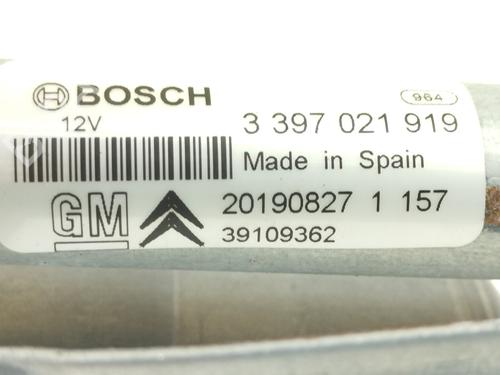 BOSCH
964
12V
3 397 021 919
Made in Spain
GM
20190827 1 157
39109362